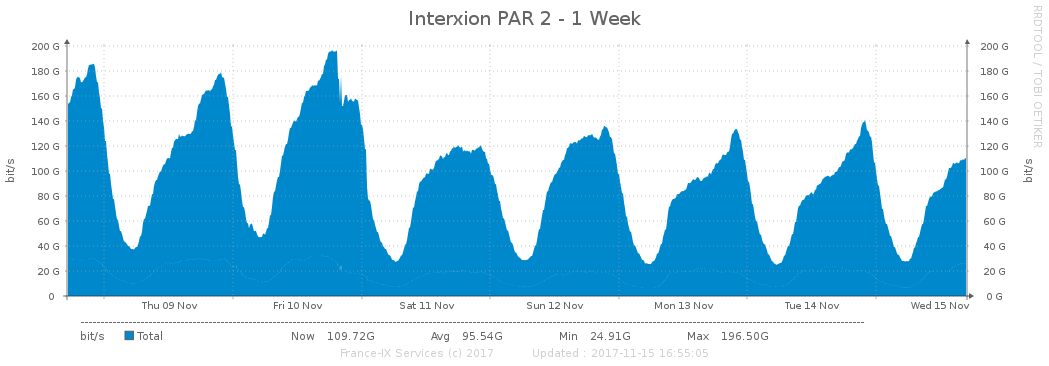 Interxion PAR 2 - 1 Week
RRDTOOL / TOBI OETIKER
bit/s
200 G
180 G
160 G
140 G
120 G
100 G
80 G
60 G
40 G
20 G
0
200 G
180 G
160 G
140 G
120 G
100 G
80 G
60 G
40 G
20 G
0 G
bit/s
Thu 09 Nov Fri 10 Nov Sat 11 Nov Sun 12 Nov Mon 13 Nov Tue 14 Nov Wed 15 Nov
bit/s Total Now 109.72G Avg 95.54G Min 24.91G Max 196.50G
France-IX Services (c) 2017 Updated : 2017-11-15 16:55:05